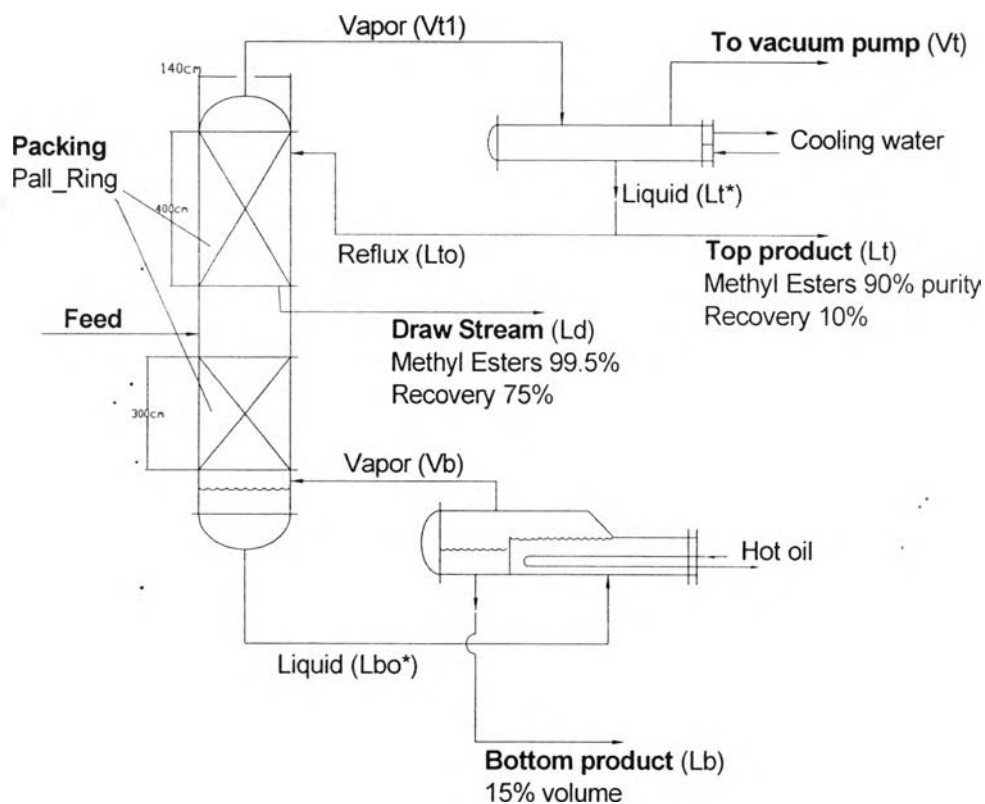 Vapor (Vt1)
To vacuum pump (Vt)
140cm
Cooling water
Packing
Pall_Ring
Liquid (Lt*)
400cm
Reflux (Lto)
Top product (Lt)
Methyl Esters 90% purity
Recovery 10%
Feed
Draw Stream (Ld)
Methyl Esters 99.5%
Recovery 75%
300cm
Vapor (Vb)
Hot oil
Liquid (Lbo*)
Bottom product (Lb)
15% volume